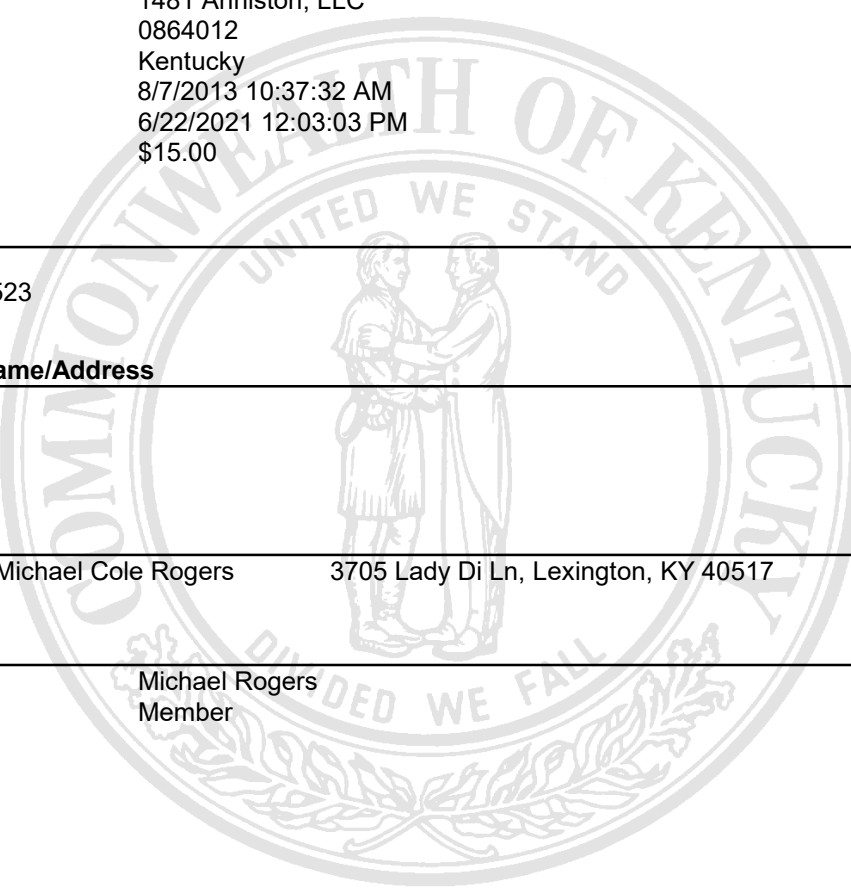 1481 Anniston, LLC
0864012
Kentucky
8/7/2013 10:37:32 AM
6/22/2021 12:03:03 PM
$15.00
523
ame/Address
Michael Cole Rogers 3705 Lady Di Ln, Lexington, KY 40517
Michael Rogers
Member
COMMONWEALTH OF KENTUCKY
UNITED WE STAND
DIVIDED WE FALL